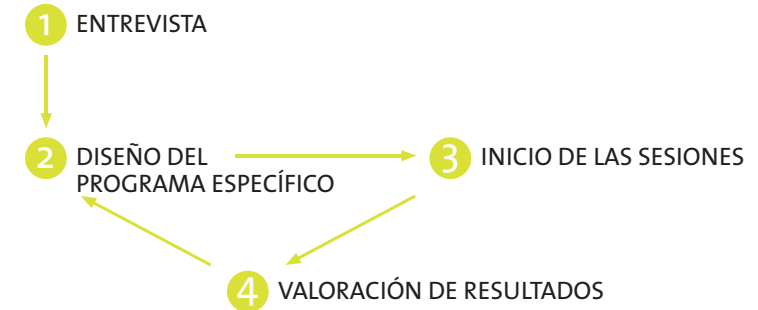 1 ENTREVISTA
2 DISEÑO DEL
PROGRAMA ESPECÍFICO
3 INICIO DE LAS SESIONES
4 VALORACIÓN DE RESULTADOS